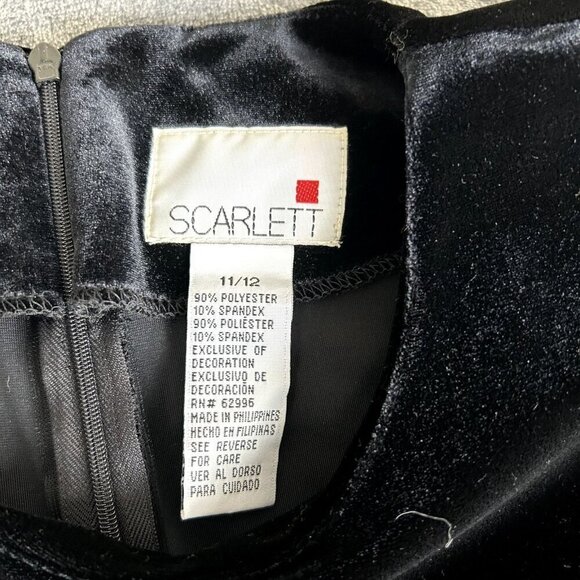 SCARLETT
11/12
90% POLYESTER
10% SPANDEX
90% POLIÉSTER
10% SPANDEX
EXCLUSIVE OF
DECORATION
EXCLUSIVO DE
DECORACIÓN
RN# 62996
MADE IN PHILIPPINES
HECHO EN FILIPINAS
SEE REVERSE
FOR CARE
VER AL DORSO
PARA CUIDADO